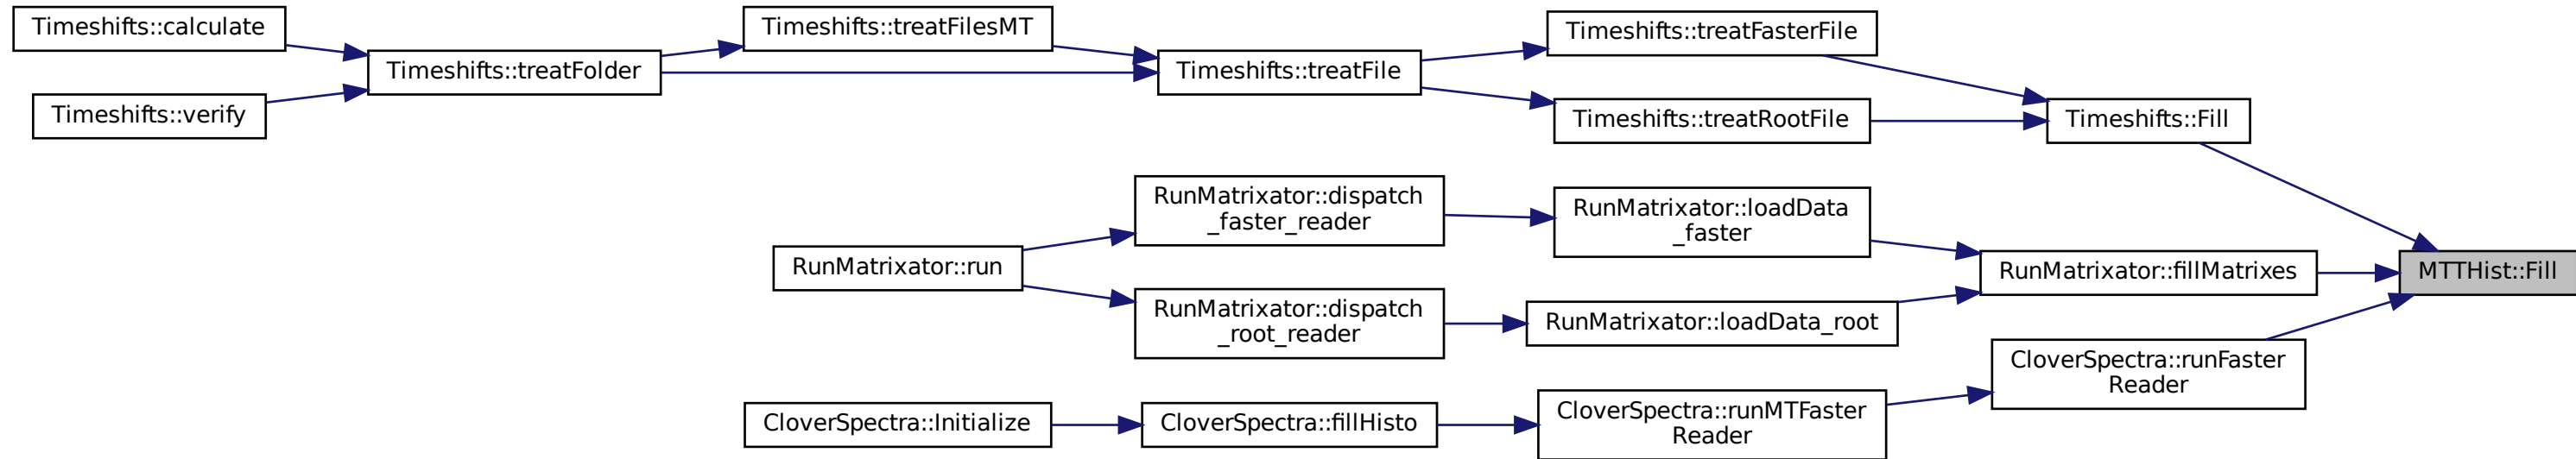 Timeshifts::calculate
Timeshifts::verify
Timeshifts::treatFolder
Timeshifts::treatFilesMT
Timeshifts::treatFile
Timeshifts::treatFasterFile
Timeshifts::treatRootFile
Timeshifts::Fill
RunMatrixator::run
RunMatrixator::dispatch
_faster_reader
RunMatrixator::dispatch
_root_reader
RunMatrixator::loadData
_faster
RunMatrixator::loadData_root
RunMatrixator::fillMatrixes
MTTHist::Fill
CloverSpectra::Initialize
CloverSpectra::fillHisto
CloverSpectra::runMTFaster
Reader
CloverSpectra::runFaster
Reader